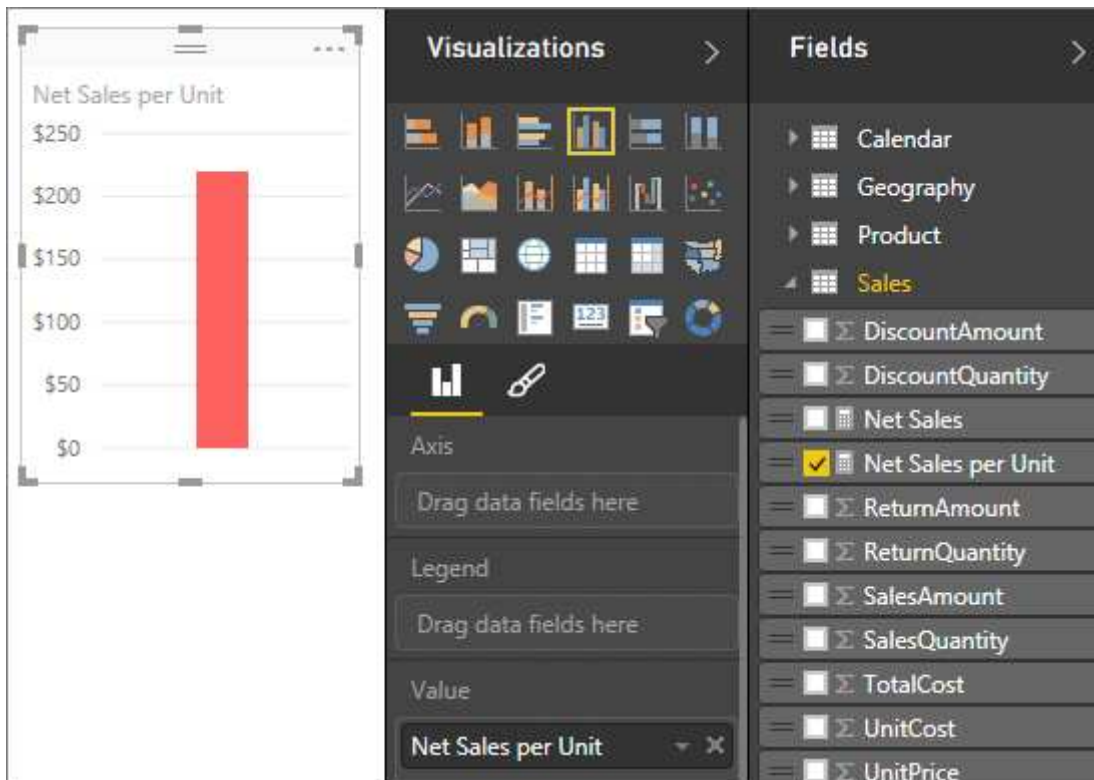 Net Sales per Unit
$250
$200
$150
$100
$50
$0
Visualizations
123
Axis
Drag data fields here
Legend
Drag data fields here
Value
Net Sales per Unit
Fields
Calendar
Geography
Product
Sales
Σ DiscountAmount
Σ DiscountQuantity
Net Sales
Net Sales per Unit
Σ ReturnAmount
Σ ReturnQuantity
Σ SalesAmount
Σ SalesQuantity
Σ TotalCost
Σ UnitCost
Σ UnitPrice